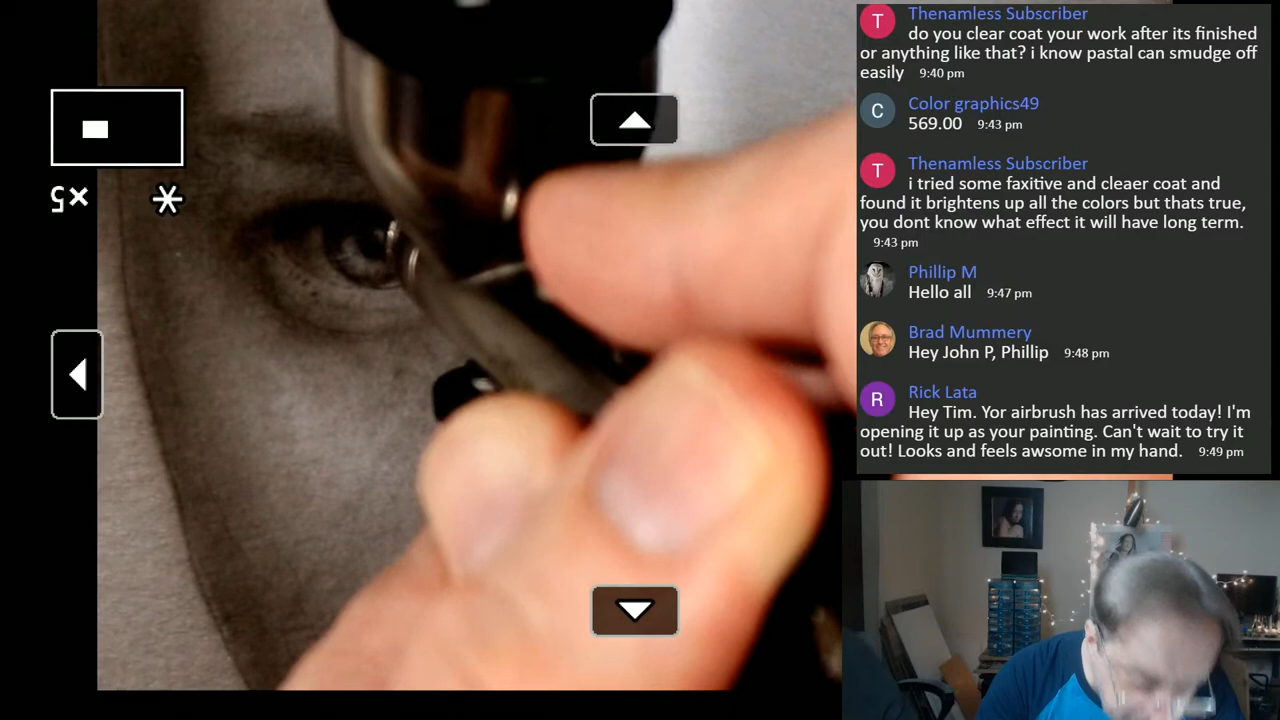 x5
Thenamless Subscriber
do you clear coat your work after its finished
or anything like that? i know pastal can smudge off
easily 9:40 pm
C
Color graphics49
569.00 9:43 pm
T
Thenamless Subscriber
i tried some faxitive and cleaer coat and
found it brightens up all the colors but thats true,
you dont know what effect it will have long term.
9:43 pm
Phillip M
Hello all 9:47 pm
Brad Mummery
Hey John P, Phillip 9:48 pm
R
Rick Lata
Hey Tim. Yor airbrush has arrived today! I'm
opening it up as your painting. Can't wait to try it
out! Looks and feels awsome in my hand. 9:49 pm
T